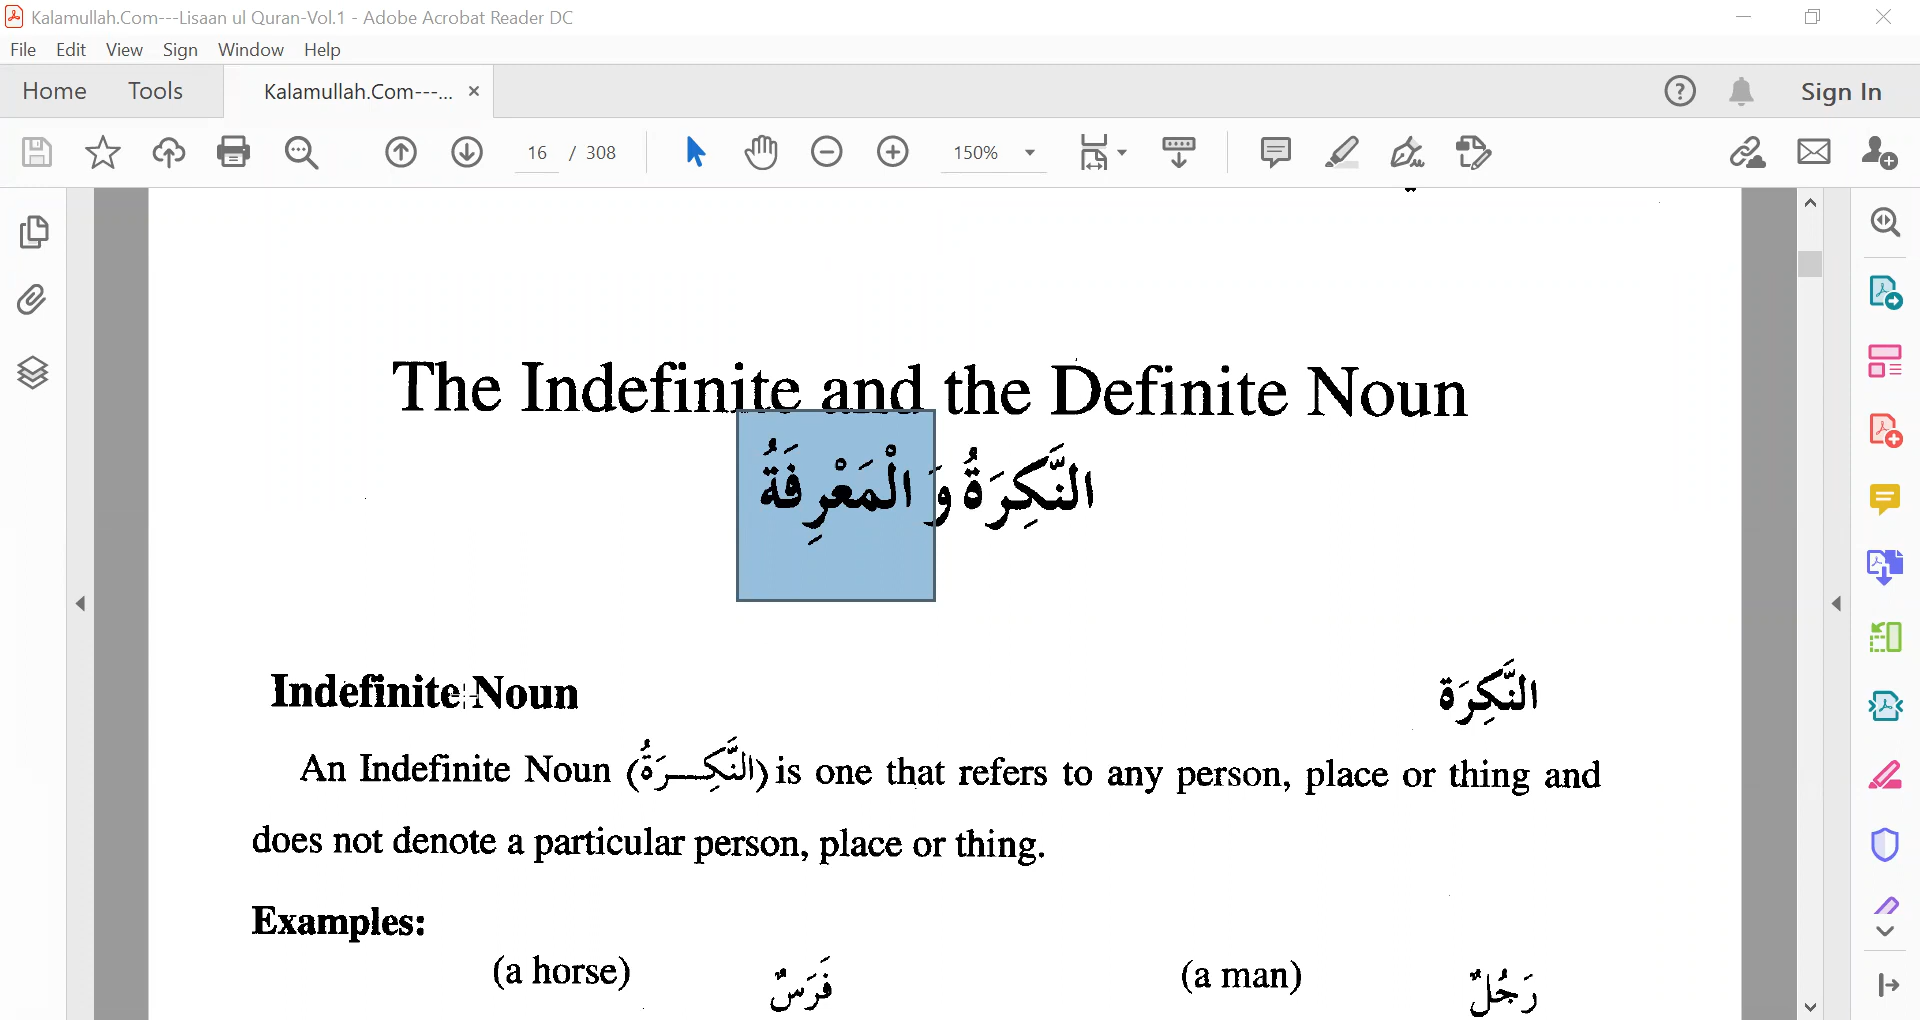 Kalamullah.Com---Lisaan ul Quran-Vol.1 - Adobe Acrobat Reader DC
File Edit View Sign Window Help
Home Tools Kalamullah.Com---... × Sign In
16 / 308 150%
The Indefinite and the Definite Noun
النَّكِرَةُ وَ الْمَعْرِفَةُ
Indefinite Noun النَّكِرَة
An Indefinite Noun (النَّكِـــرَةُ) is one that refers to any person, place or thing and
does not denote a particular person, place or thing.
Examples:
(a horse) فَرَسٌ (a man) رَجُلٌ